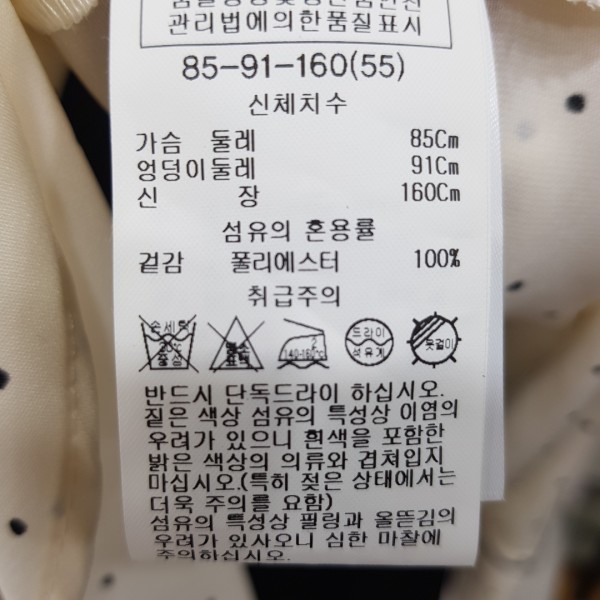 관리법에의한품질표시
85-91-160(55)
신체치수
가슴 둘레 85Cm
엉덩이둘레 91Cm
신 장 160Cm
섬유의 혼용률
겉감 폴리에스터 100%
취급주의
손세탁 30℃ 중성
염소 표백
2 140-160℃
드라이 석유계
옷걸이
반드시 단독드라이 하십시오.
짙은 색상 섬유의 특성상 이염의
우려가 있으니 흰색을 포함한
밝은 색상의 의류와 겹쳐입지
마십시오.(특히 젖은 상태에서는
더욱 주의를 요함)
섬유의 특성상 필링과 올뜯김의
우려가 있사오니 심한 마찰에
주의하십시오.